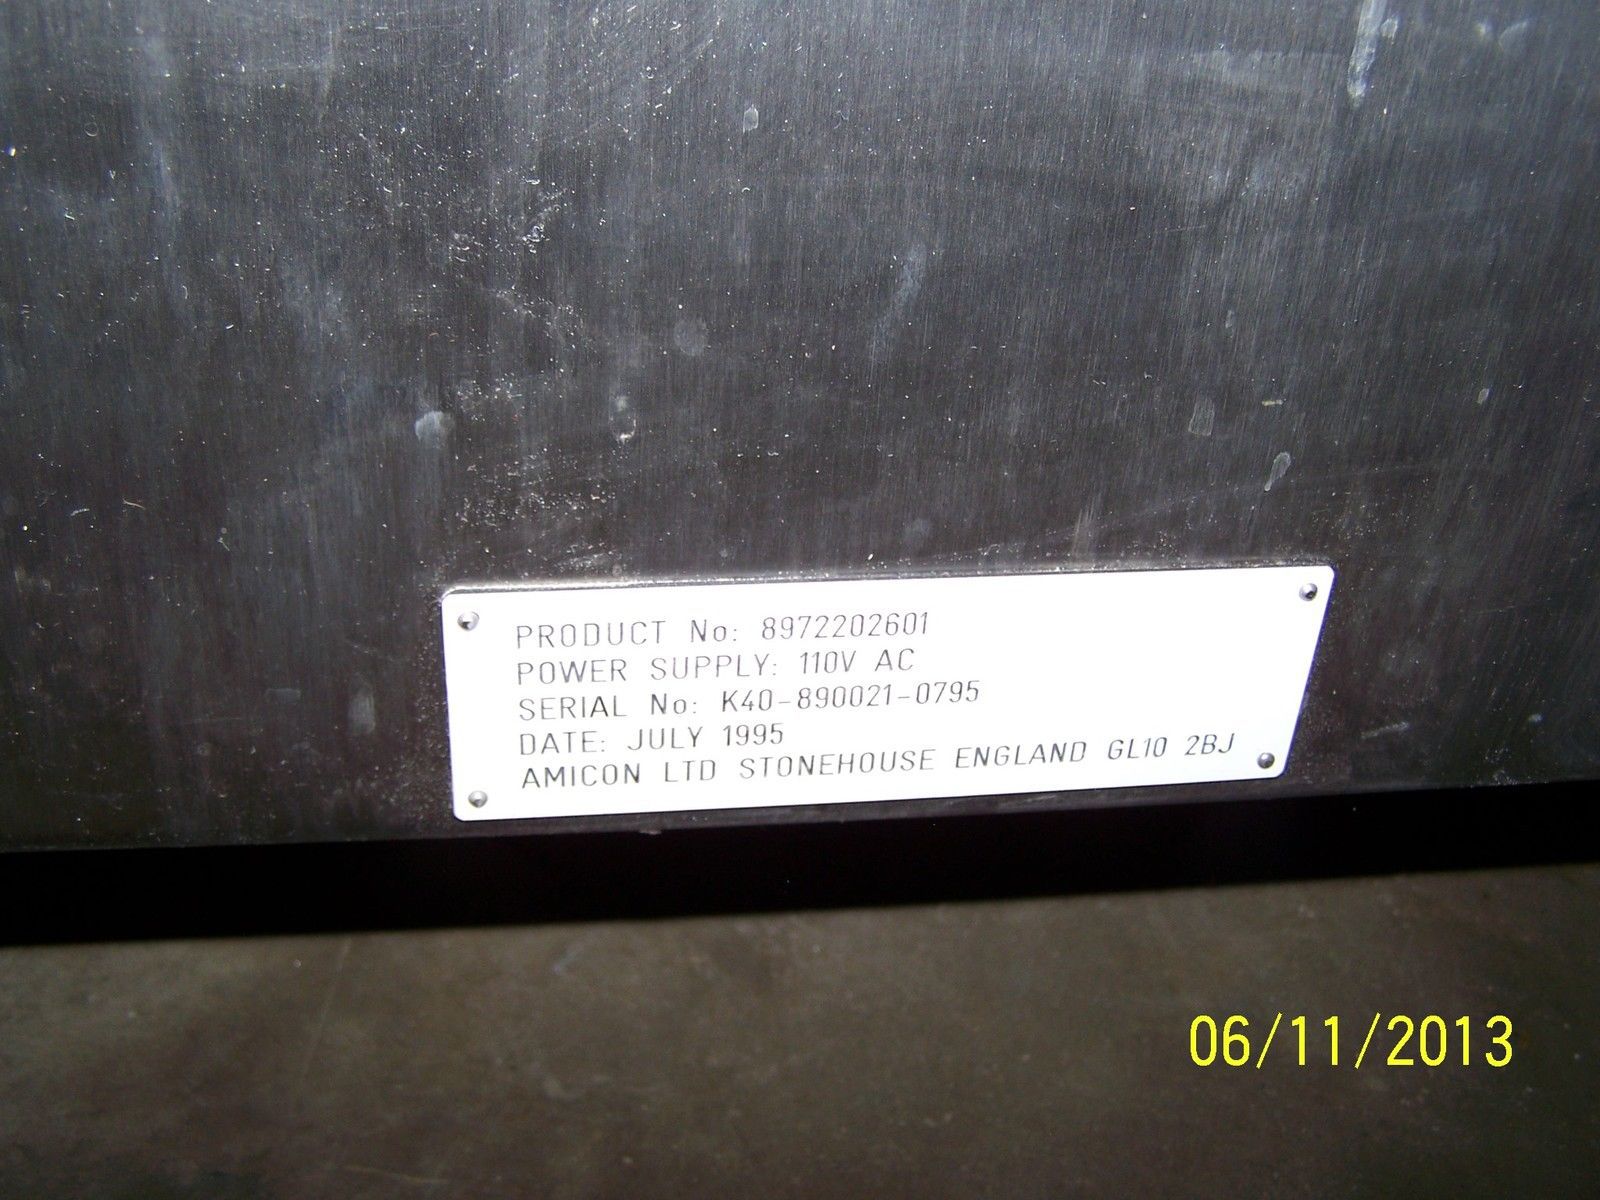 PRODUCT No: 8972202601
POWER SUPPLY: 110V AC
SERIAL No: K40-890021-0795
DATE: JULY 1995
AMICON LTD STONEHOUSE ENGLAND GL10 2BJ
06/11/2013